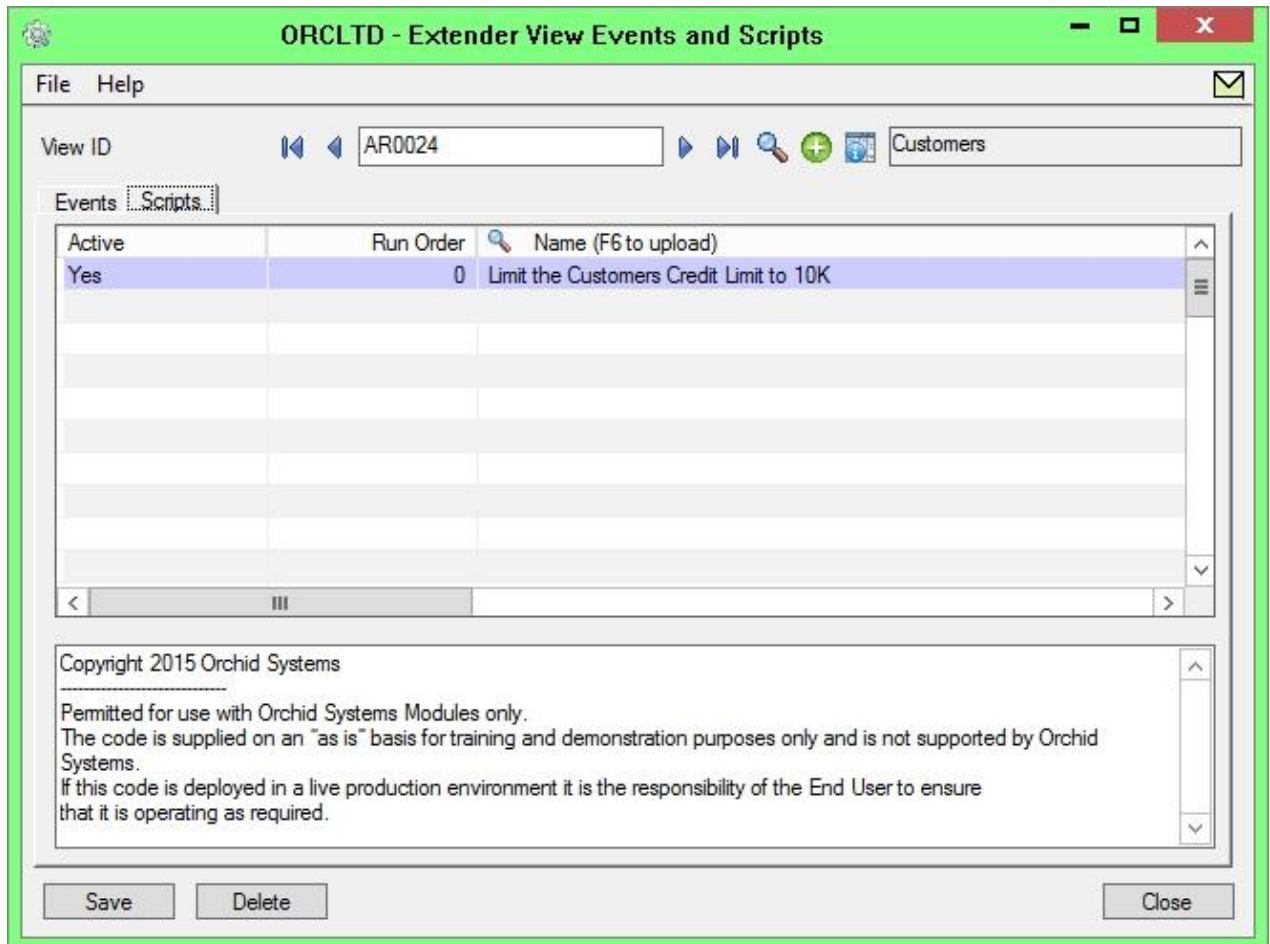 ORCLTD - Extender View Events and Scripts
File Help
View ID AR0024 Customers
Events Scripts
Active Run Order Name (F6 to upload)
Yes 0 Limit the Customers Credit Limit to 10K
Copyright 2015 Orchid Systems
------------------------------
Permitted for use with Orchid Systems Modules only.
The code is supplied on an "as is" basis for training and demonstration purposes only and is not supported by Orchid
Systems.
If this code is deployed in a live production environment it is the responsibility of the End User to ensure
that it is operating as required.
Save Delete Close